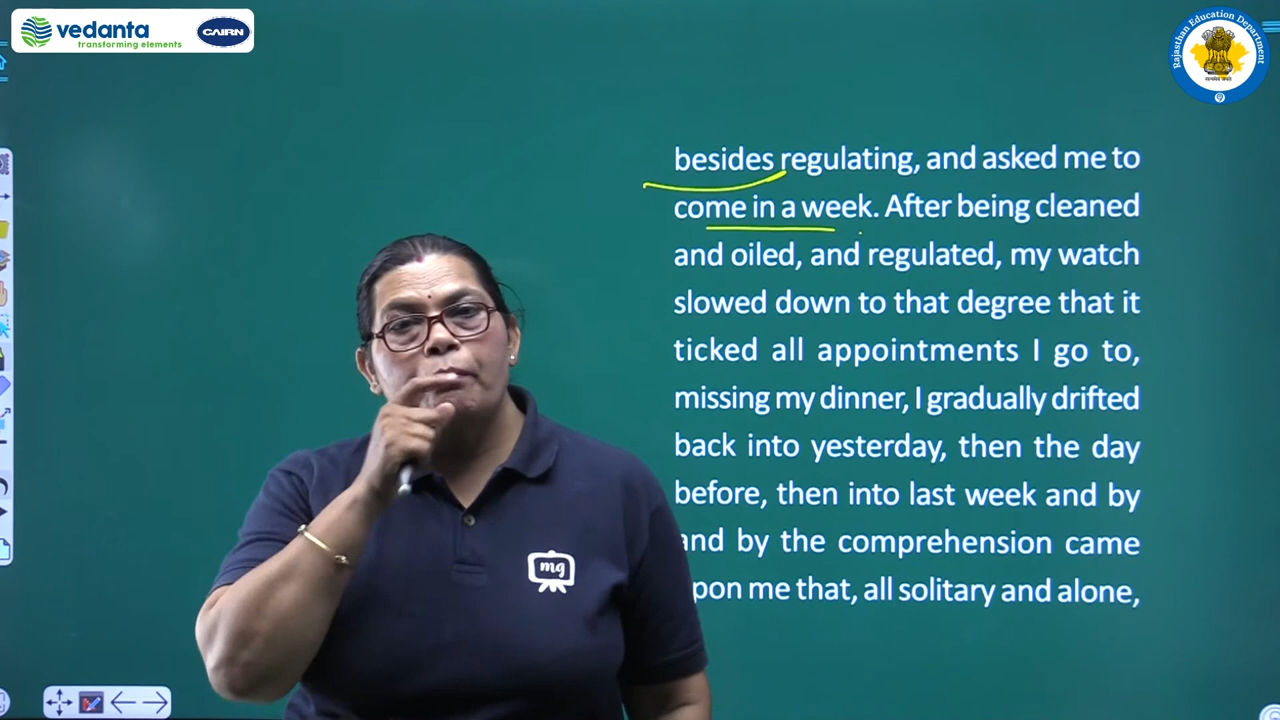 vedanta
transforming elements
CAIRN
Rajasthan Education Department
besides regulating, and asked me to
come in a week. After being cleaned
and oiled, and regulated, my watch
slowed down to that degree that it
ticked all appointments I go to,
missing my dinner, I gradually drifted
back into yesterday, then the day
before, then into last week and by
and by the comprehension came
pon me that, all solitary and alone,
mg